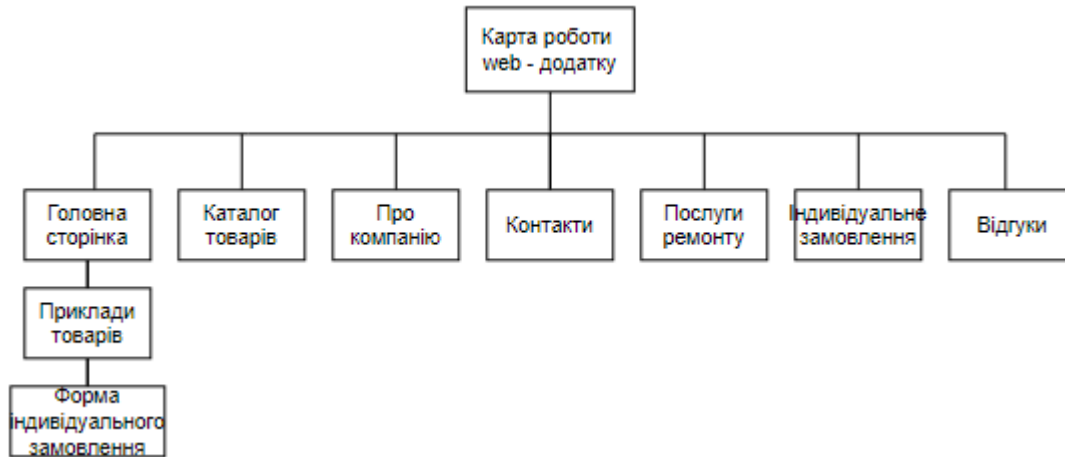 Карта роботи
web - додатку
Головна
сторінка
Каталог
товарів
Про
компанію
Контакти
Послуги
ремонту
Індивідуальне
замовлення
Відгуки
Приклади
товарів
Форма
індивідуального
замовлення